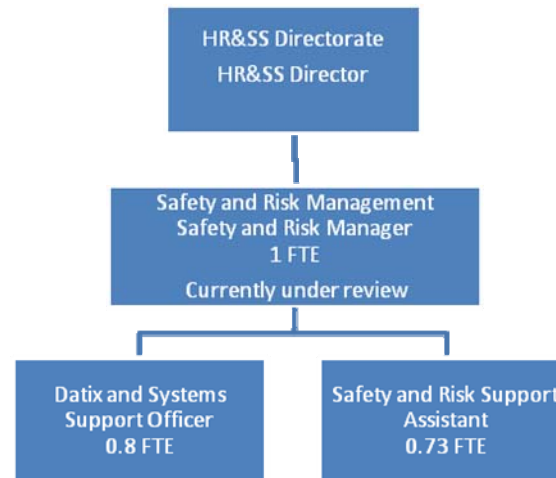 HR&SS Directorate
HR&SS Director
Safety and Risk Management
Safety and Risk Manager
1 FTE
Currently under review
Datix and Systems
Support Officer
0.8 FTE
Safety and Risk Support
Assistant
0.73 FTE